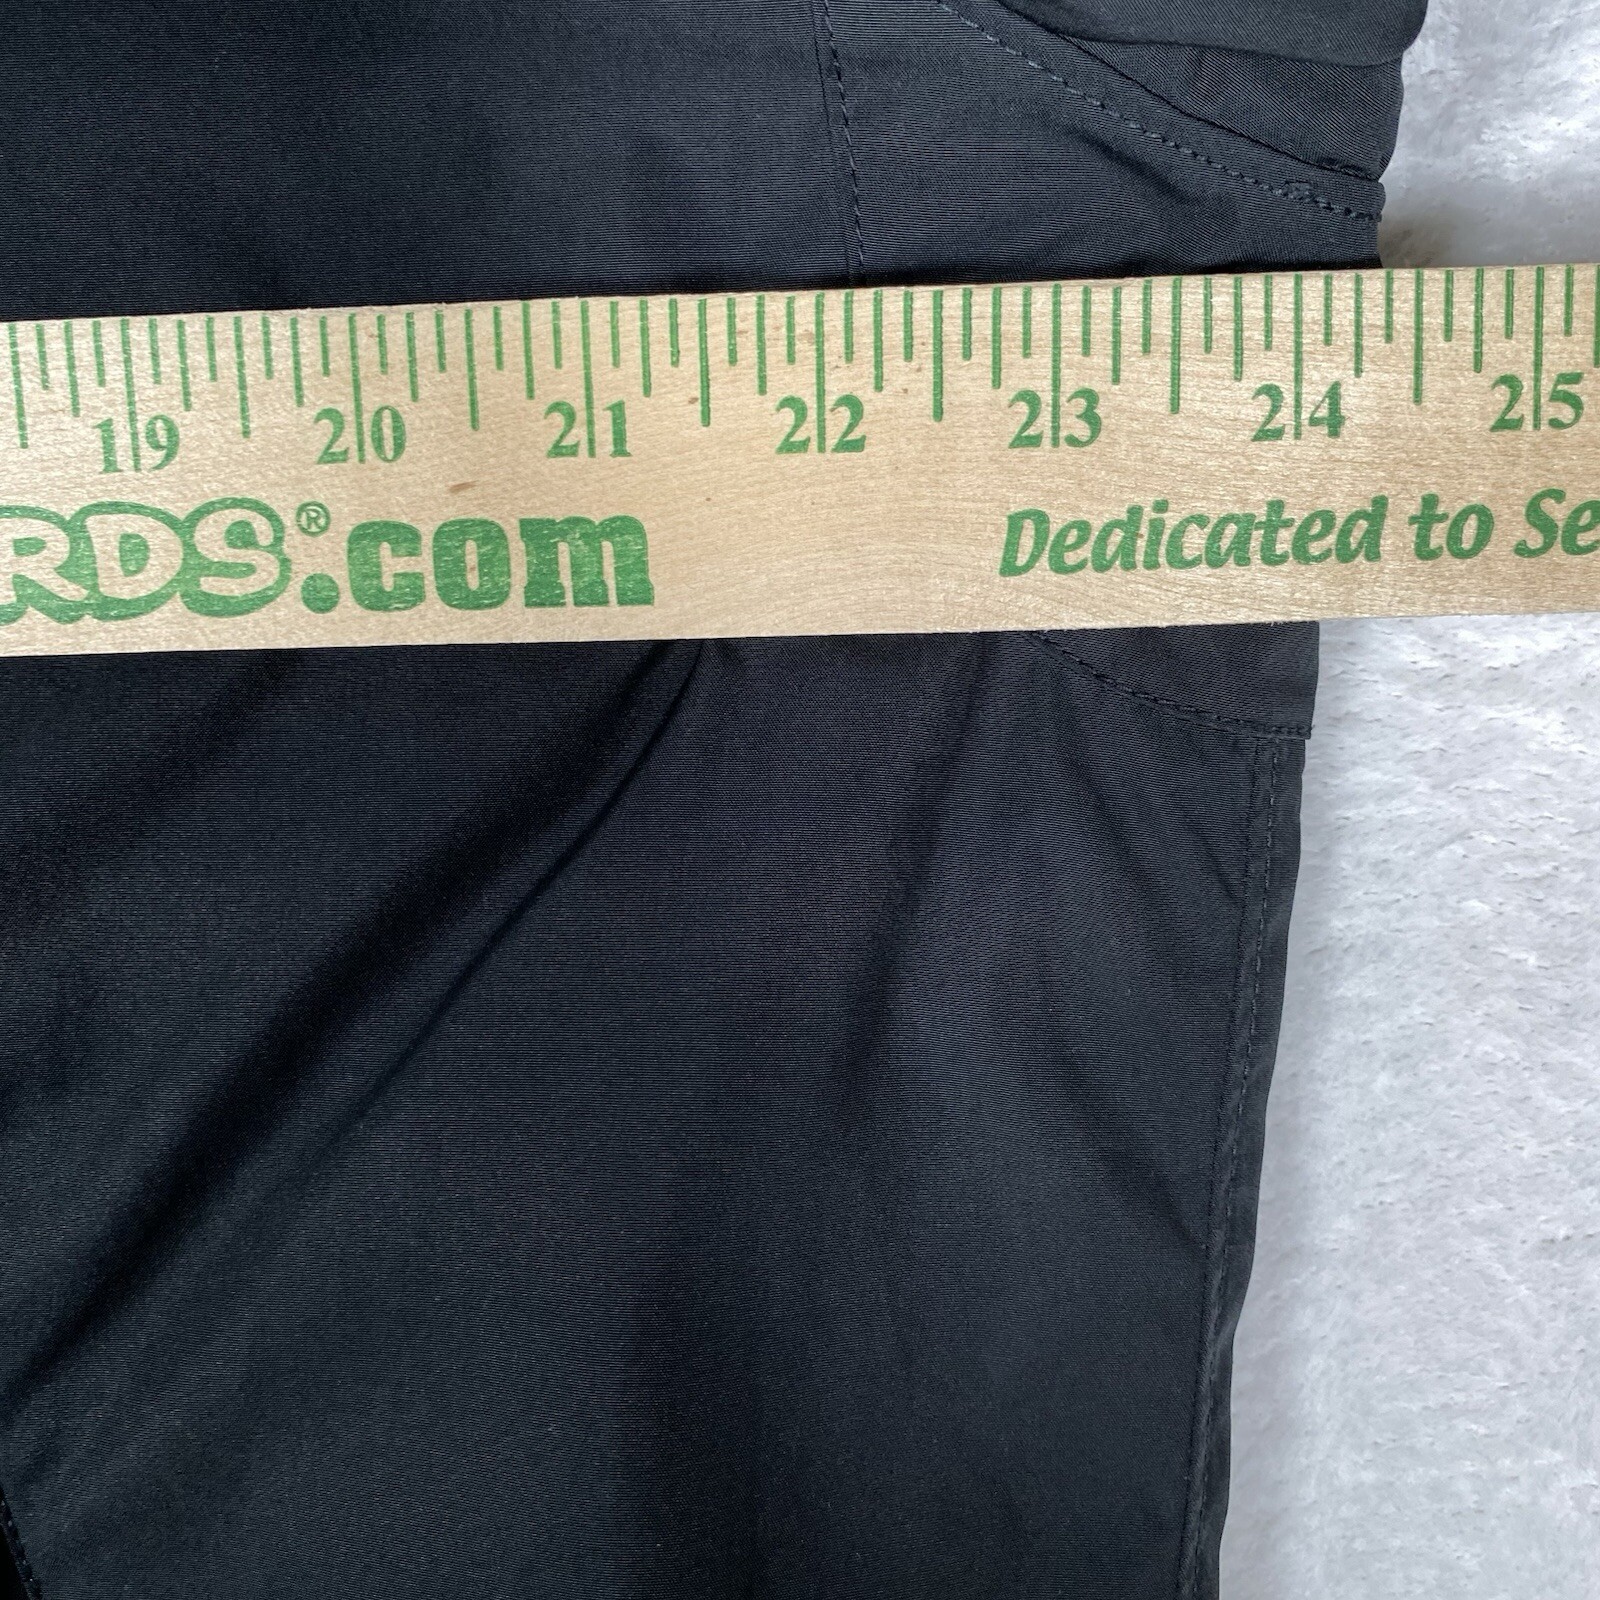 19 20 21 22 23 24 25
RDS®.com Dedicated to Se